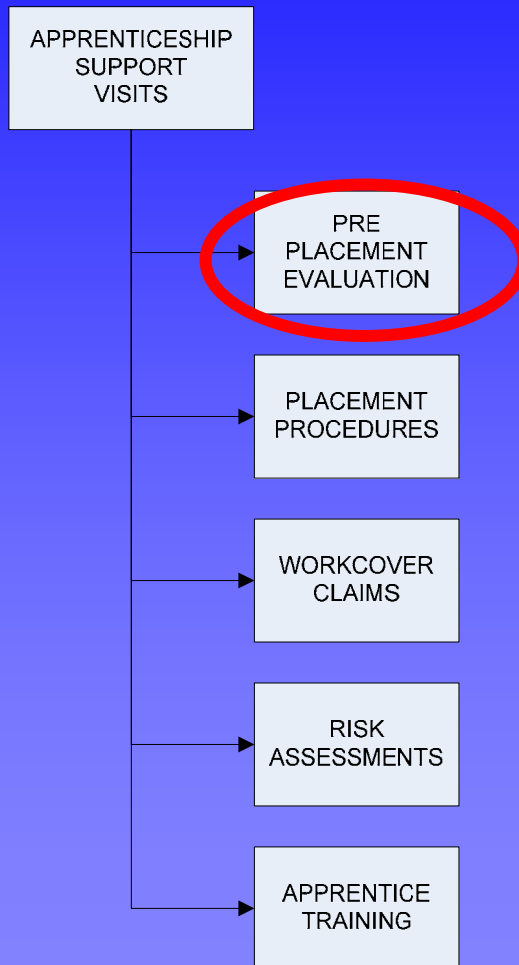 APPRENTICESHIP
SUPPORT
VISITS
PRE
PLACEMENT
EVALUATION
PLACEMENT
PROCEDURES
WORKCOVER
CLAIMS
RISK
ASSESSMENTS
APPRENTICE
TRAINING